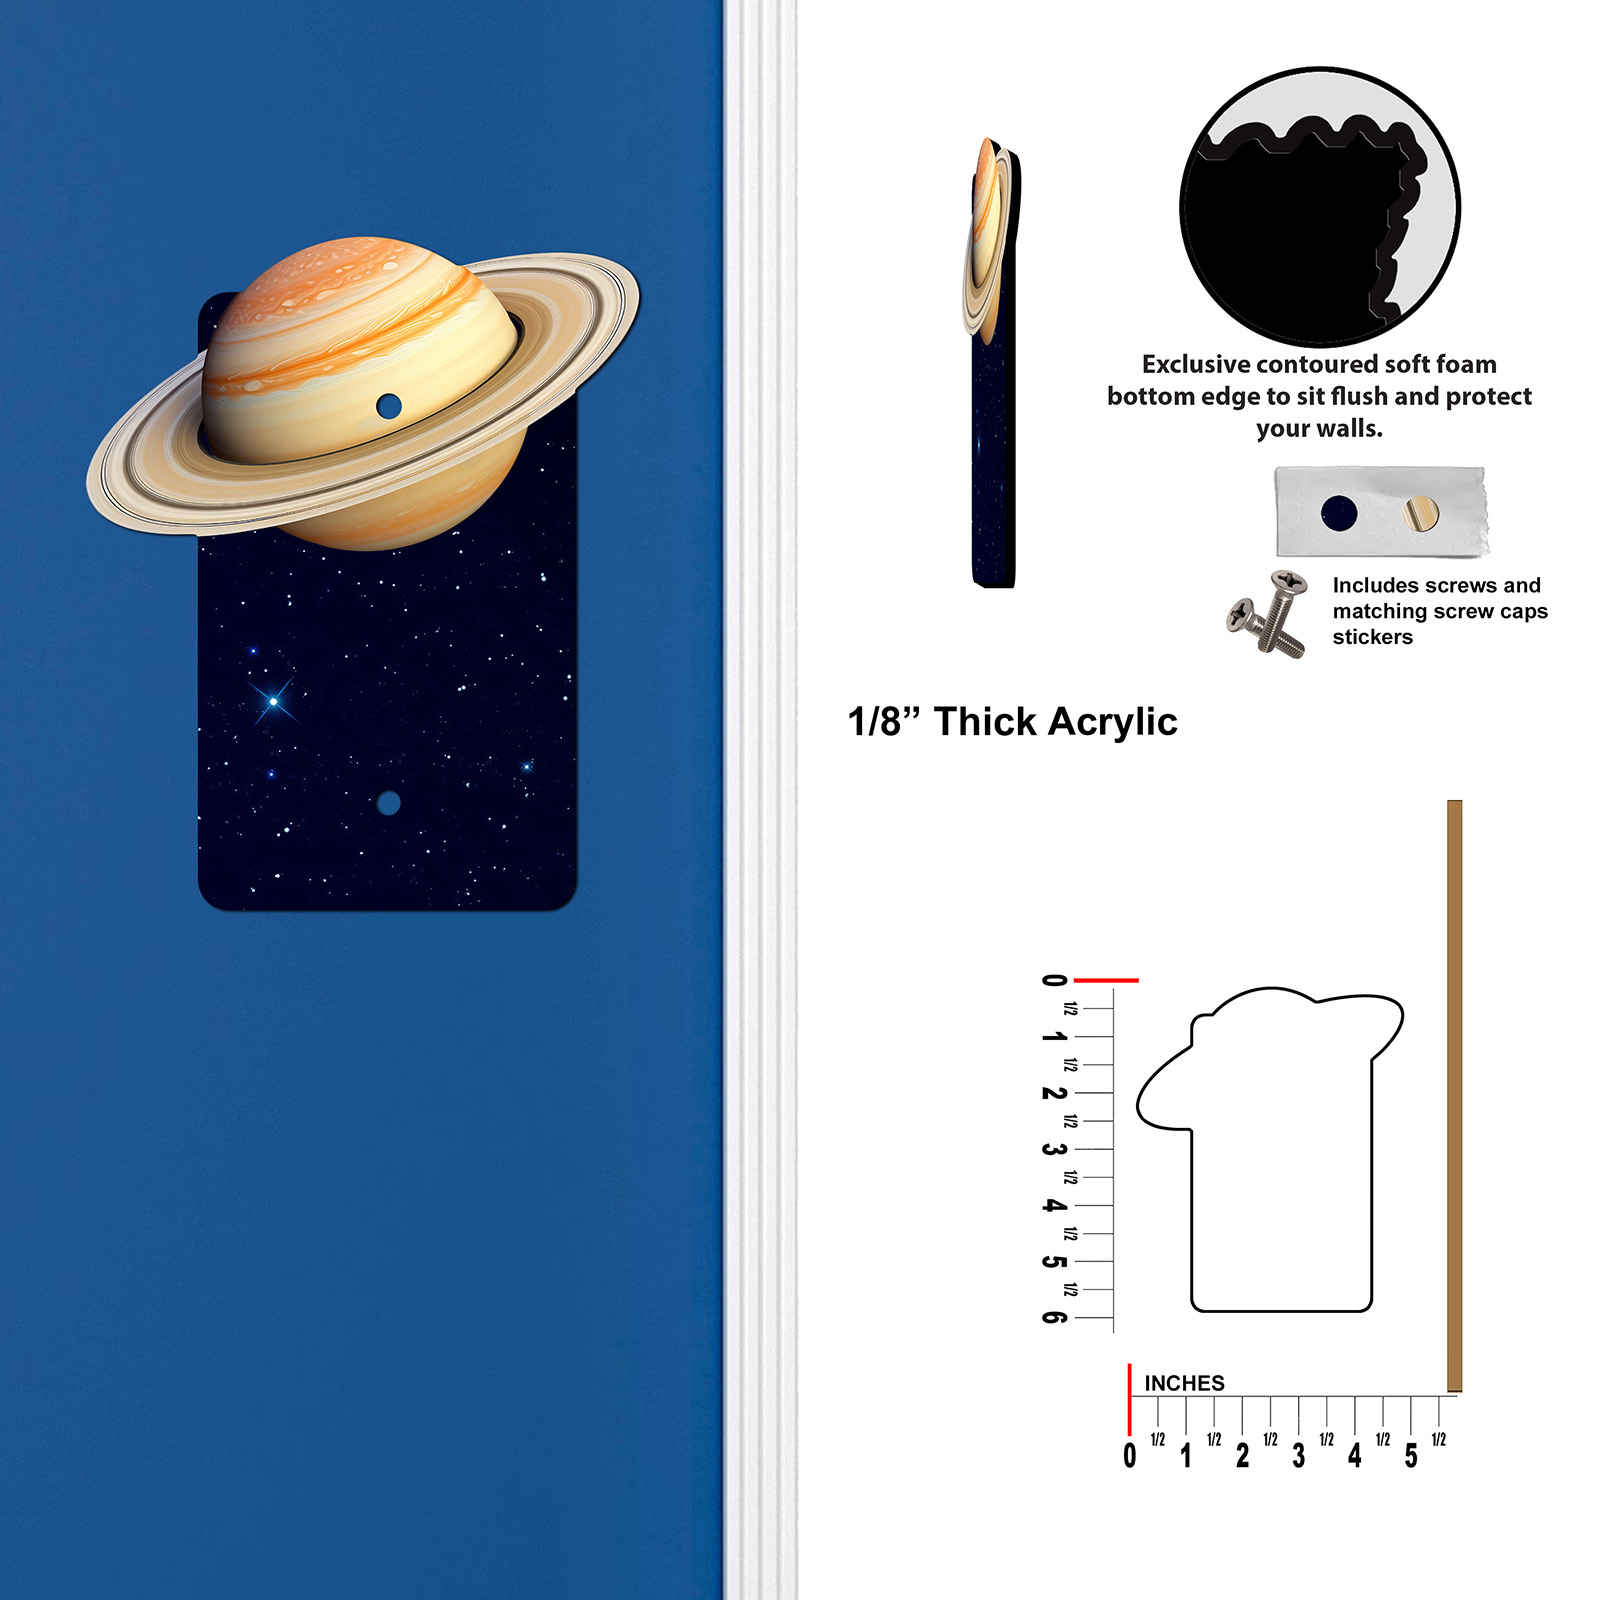 Exclusive contoured soft foam
bottom edge to sit flush and protect
your walls.
Includes screws and
matching screw caps
stickers
1/8” Thick Acrylic
0
1/2
1
1/2
2
1/2
3
1/2
4
1/2
5
1/2
6
INCHES
0 1/2 1 1/2 2 1/2 3 1/2 4 1/2 5 1/2